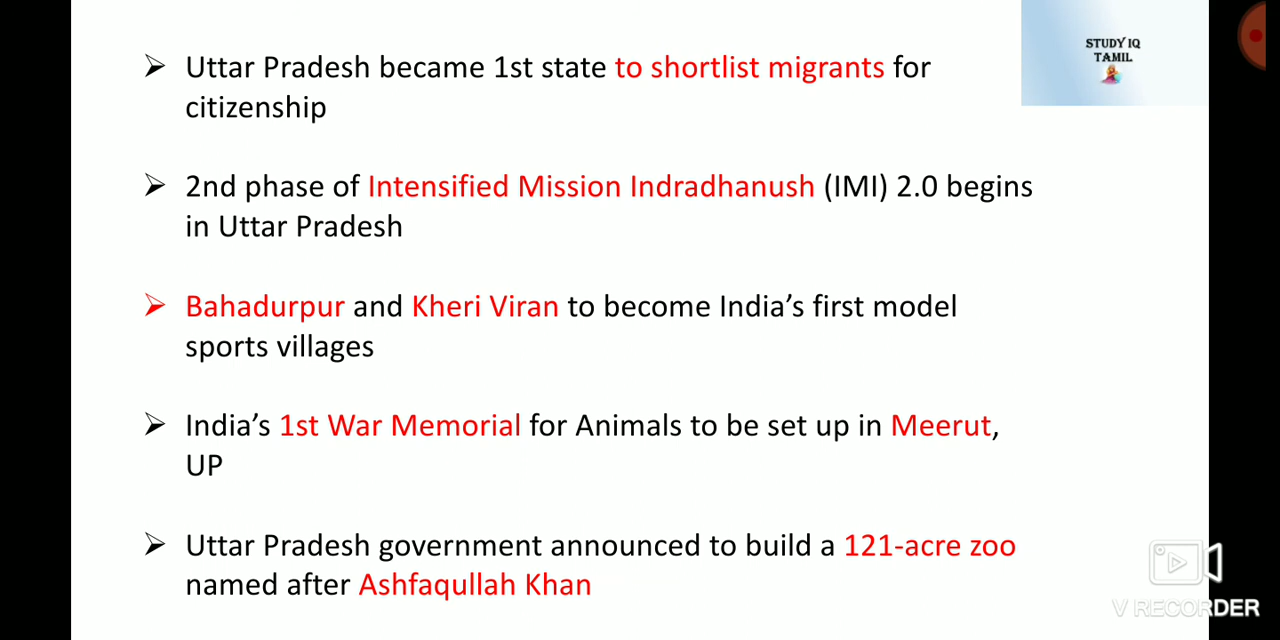 STUDY IQ
TAMIL
Uttar Pradesh became 1st state to shortlist migrants for
citizenship
2nd phase of Intensified Mission Indradhanush (IMI) 2.0 begins
in Uttar Pradesh
Bahadurpur and Kheri Viran to become India’s first model
sports villages
India’s 1st War Memorial for Animals to be set up in Meerut,
UP
Uttar Pradesh government announced to build a 121-acre zoo
named after Ashfaqullah Khan
V RECORDER